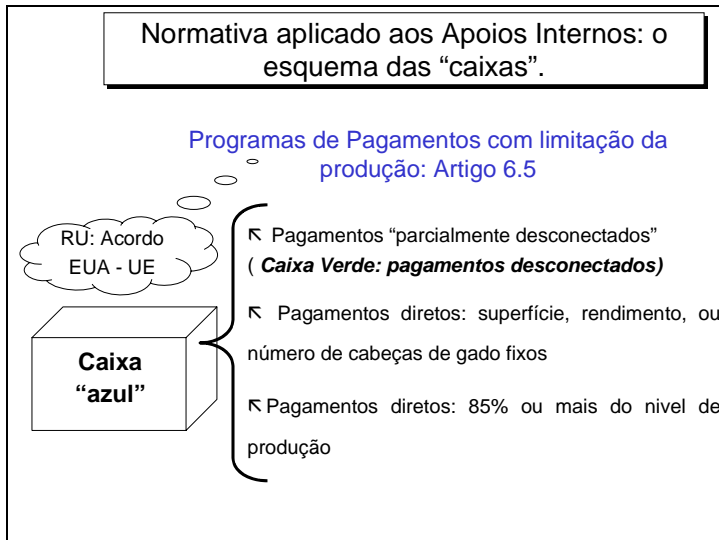 Normativa aplicado aos Apoios Internos: o
esquema das “caixas”.
Programas de Pagamentos com limitação da
produção: Artigo 6.5
RU: Acordo
EUA - UE
Caixa
“azul”
↖ Pagamentos “parcialmente desconectados”
( Caixa Verde: pagamentos desconectados)
↖ Pagamentos diretos: superfície, rendimento, ou
número de cabeças de gado fixos
↖ Pagamentos diretos: 85% ou mais do nivel de
produção